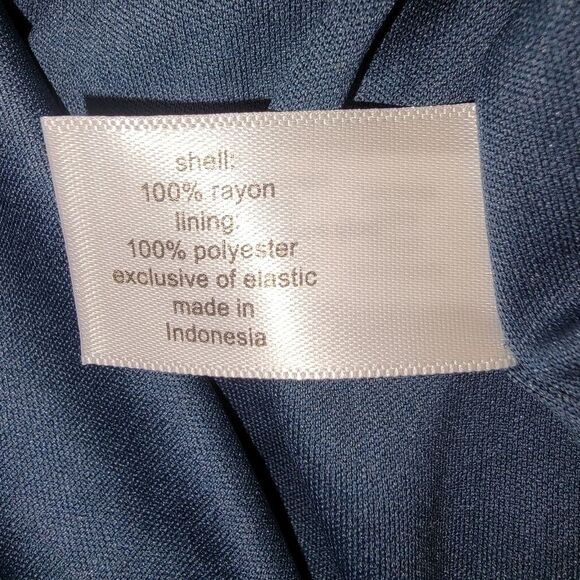 shell:
100% rayon
lining:
100% polyester
exclusive of elastic
made in
Indonesia